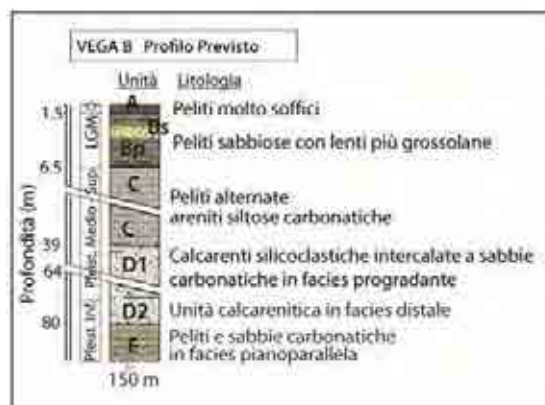 VEGA B Profilo Previsto
Unità Litologia
A Peliti molto soffici
1.5
Bs
Bp Peliti sabbiose con lenti più grossolane
6.5
C Peliti alternate
areniti siltose carbonatiche
C
39
D1 Calcarenti silicoclastiche intercalate a sabbie
carbonatiche in facies progradante
64
D2 Unità calcarenitica in facies distale
80
Peliti e sabbie carbonatiche
in facies pianoparallela
150 m
Profondità (m)
LGM
Pleist. Medio - Sup.
Pleist. Inf.